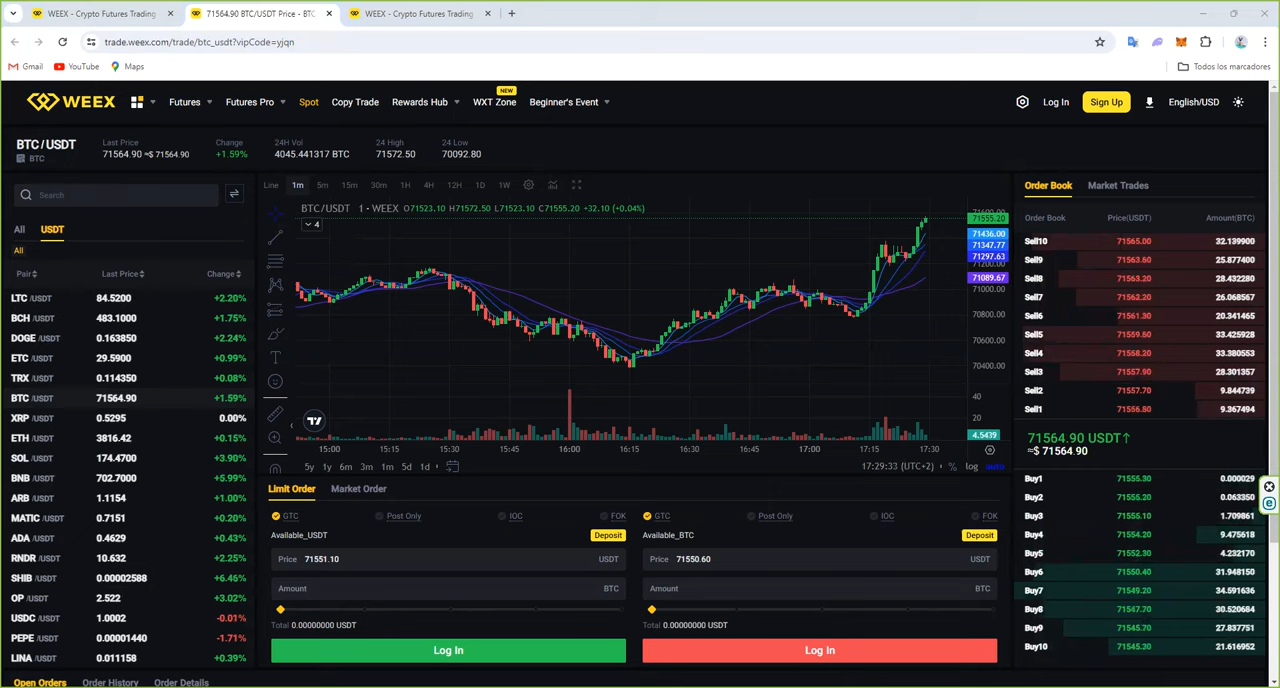 WEEX - Crypto Futures Trading
71564.90 BTC/USDT Price - BTC
WEEX - Crypto Futures Trading
trade.weex.com/trade/btc_usdt?vipCode=yjqn
Gmail YouTube Maps Todos los marcadores
WEEX Futures Futures Pro Spot Copy Trade Rewards Hub WXT Zone NEW Beginner's Event Log In Sign Up English/USD
BTC/USDT
BTC
Last Price
71564.90 ≈$ 71564.90
Change
+1.59%
24H Vol
4045.441317 BTC
24 High
71572.50
24 Low
70092.80
Search
All USDT
All
Pair Last Price Change
LTC /USDT 84.5200 +2.20%
BCH /USDT 483.1000 +1.75%
DOGE /USDT 0.163850 +2.24%
ETC /USDT 29.5900 +0.99%
TRX /USDT 0.114350 +0.08%
BTC /USDT 71564.90 +1.59%
XRP /USDT 0.5295 0.00%
ETH /USDT 3816.42 +0.15%
SOL /USDT 174.4700 +3.90%
BNB /USDT 702.7000 +5.99%
ARB /USDT 1.1154 +1.00%
MATIC /USDT 0.7151 +0.20%
ADA /USDT 0.4629 +0.43%
RNDR /USDT 10.632 +2.25%
SHIB /USDT 0.00002588 +6.46%
OP /USDT 2.522 +3.02%
USDC /USDT 1.0002 -0.01%
PEPE /USDT 0.00001440 -1.71%
LINA /USDT 0.011158 +0.39%
Line 1m 5m 15m 30m 1H 4H 12H 1D 1W
BTC/USDT 1 · WEEX O71523.10 H71572.50 L71523.10 C71555.20 +32.10 (+0.04%)
4
71555.20
71436.00
71347.77
71297.63
71200.00
71089.67
71000.00
70800.00
70600.00
70400.00
40
20
4.5439
15:00 15:15 15:30 15:45 16:00 16:15 16:30 16:45 17:00 17:15 17:30
5y 1y 6m 3m 1m 5d 1d 17:29:33 (UTC+2) % log auto
Limit Order Market Order
GTC Post Only IOC FOK
Available_USDT Deposit
Price 71551.10 USDT
Amount BTC
Total 0.00000000 USDT
Log In
GTC Post Only IOC FOK
Available_BTC Deposit
Price 71550.60 USDT
Amount BTC
Total 0.00000000 USDT
Log In
Order Book Market Trades
Order Book Price(USDT) Amount(BTC)
Sell10 71565.00 32.139900
Sell9 71563.60 25.877400
Sell8 71563.20 28.432280
Sell7 71562.20 26.068567
Sell6 71561.30 20.341465
Sell5 71559.60 33.425928
Sell4 71558.20 33.380553
Sell3 71557.90 28.301357
Sell2 71557.70 9.844739
Sell1 71556.80 9.367494
71564.90 USDT↑
≈$ 71564.90
Buy1 71555.30 0.000029
Buy2 71555.20 0.063350
Buy3 71555.10 1.709861
Buy4 71554.20 9.475618
Buy5 71552.30 4.232170
Buy6 71550.40 31.948150
Buy7 71549.20 34.591636
Buy8 71547.70 30.520684
Buy9 71545.70 27.837751
Buy10 71545.30 21.616952
Open Orders Order History Order Details